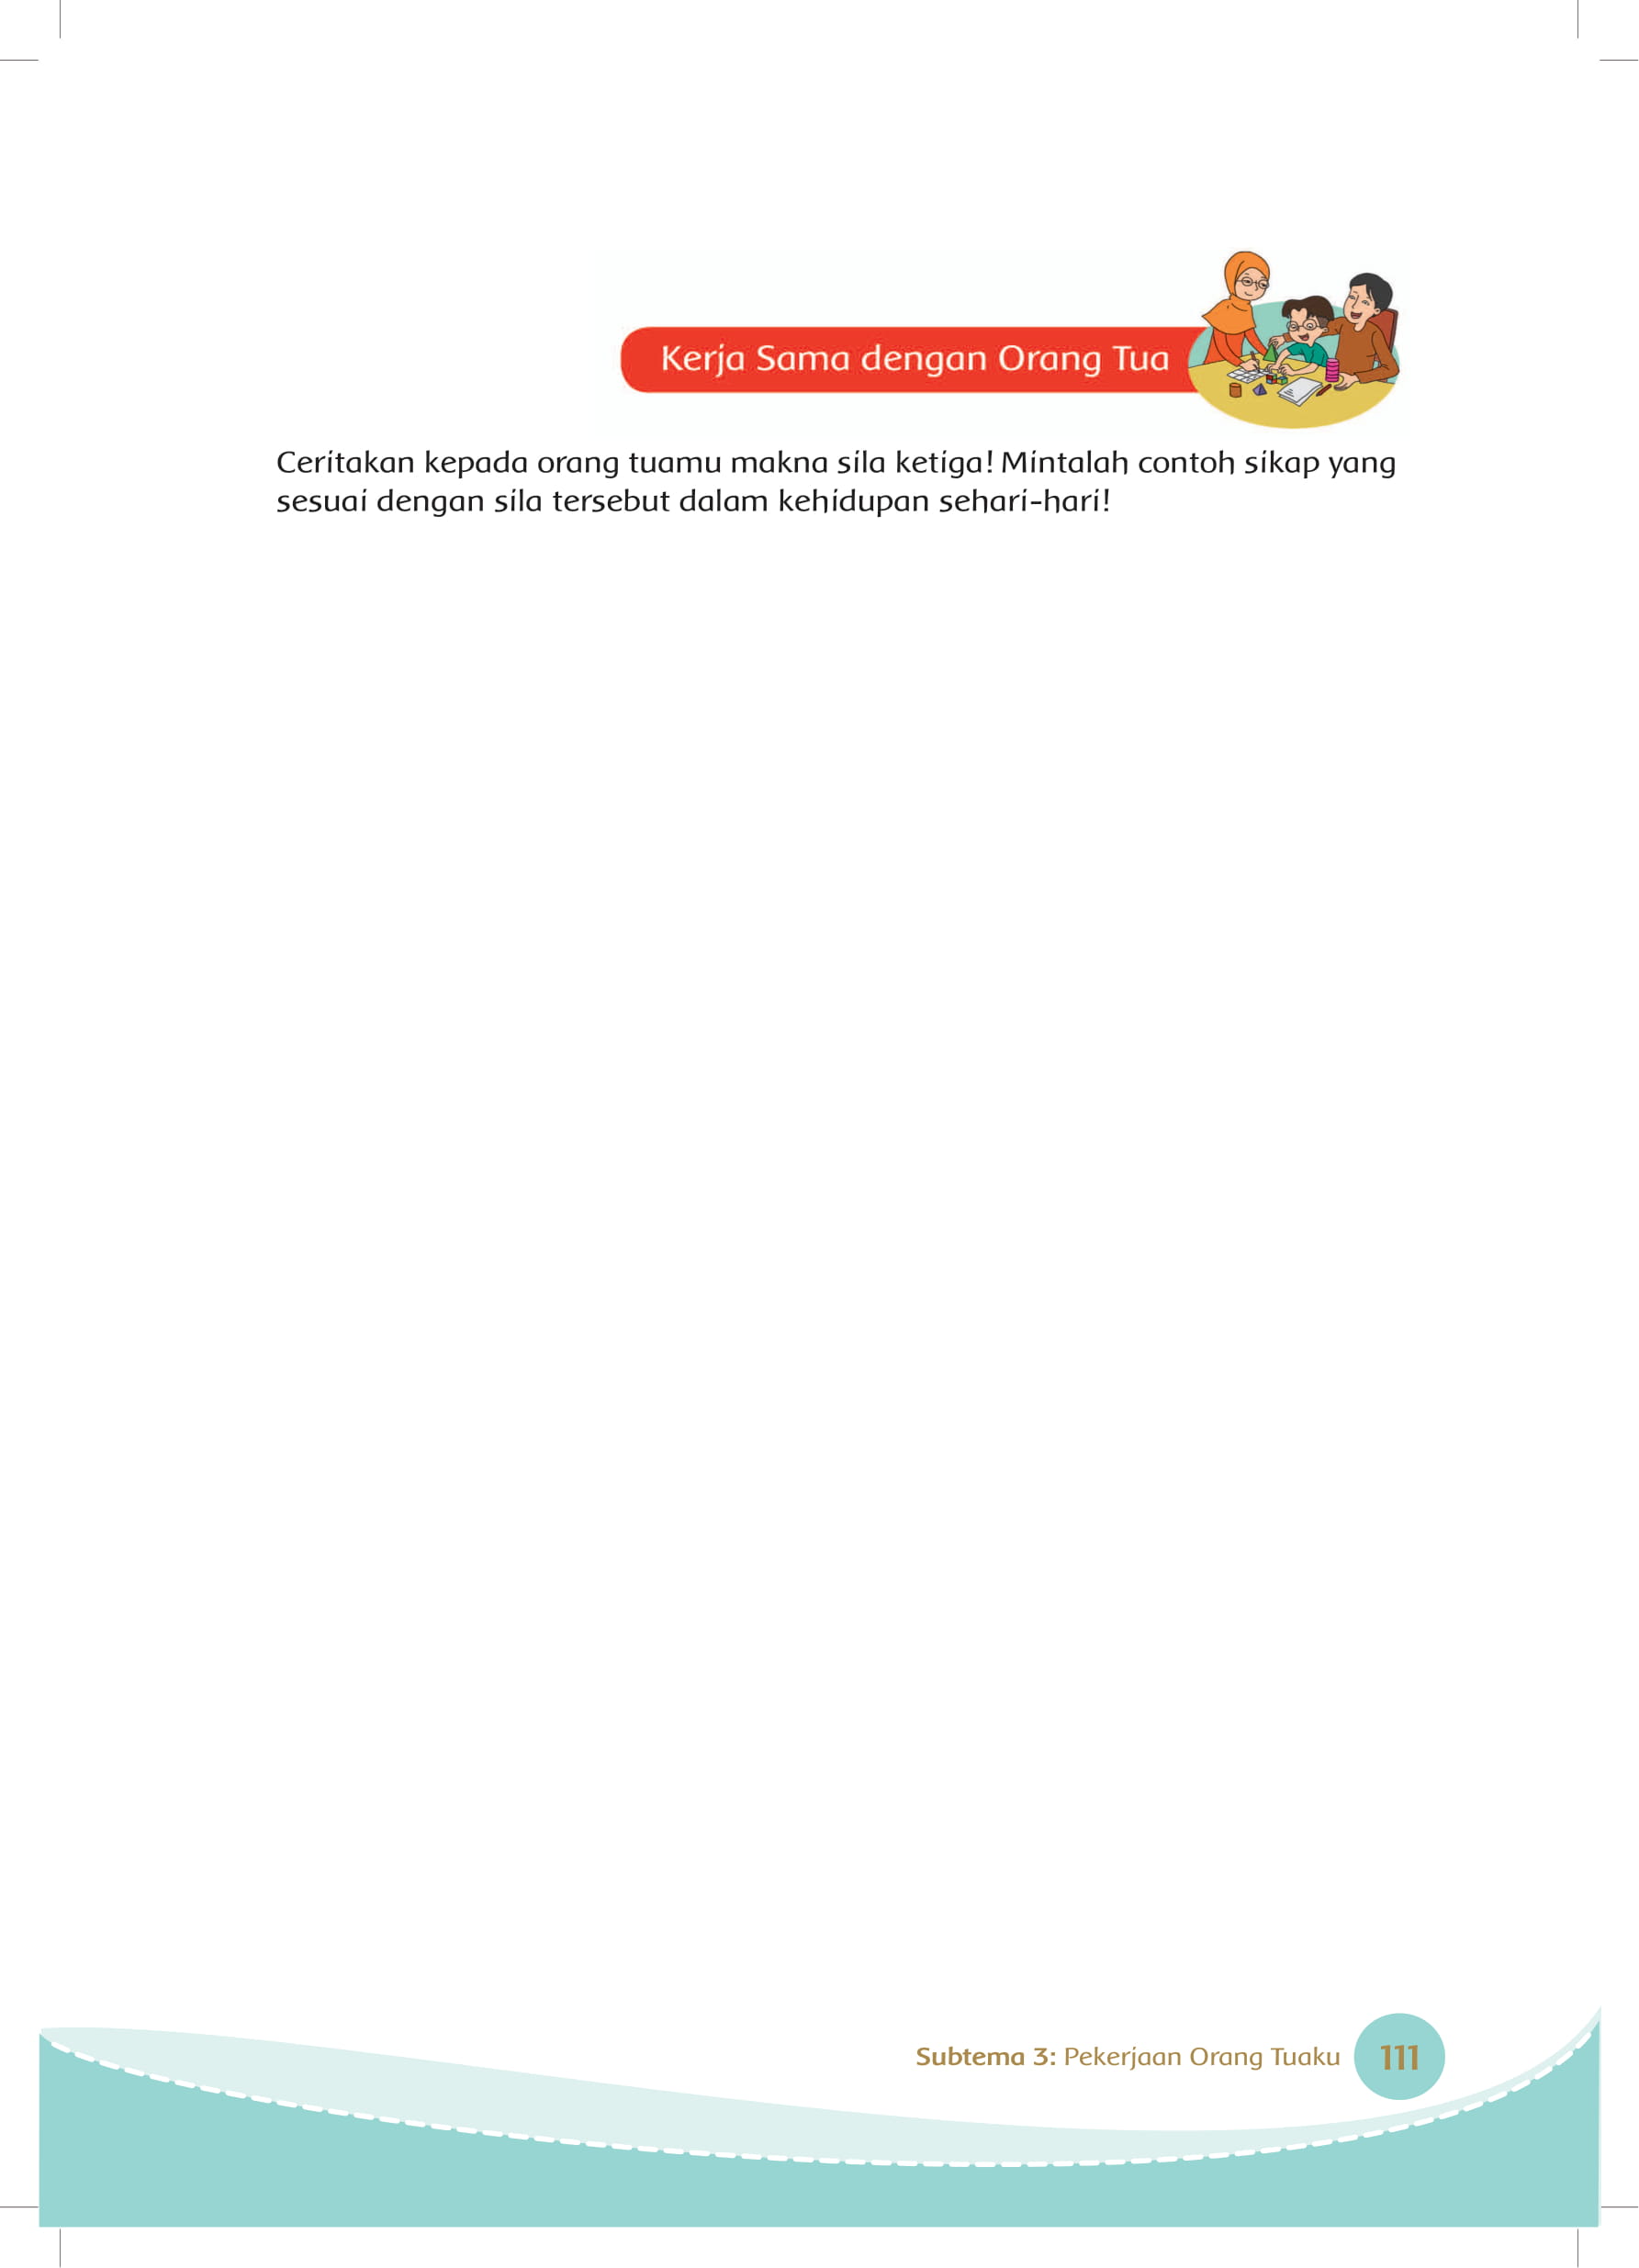 Kerja Sama dengan Orang Tua
Ceritakan kepada orang tuamu makna sila ketiga! Mintalah contoh sikap yang
sesuai dengan sila tersebut dalam kehidupan sehari-hari!
Subtema 3: Pekerjaan Orang Tuaku
111